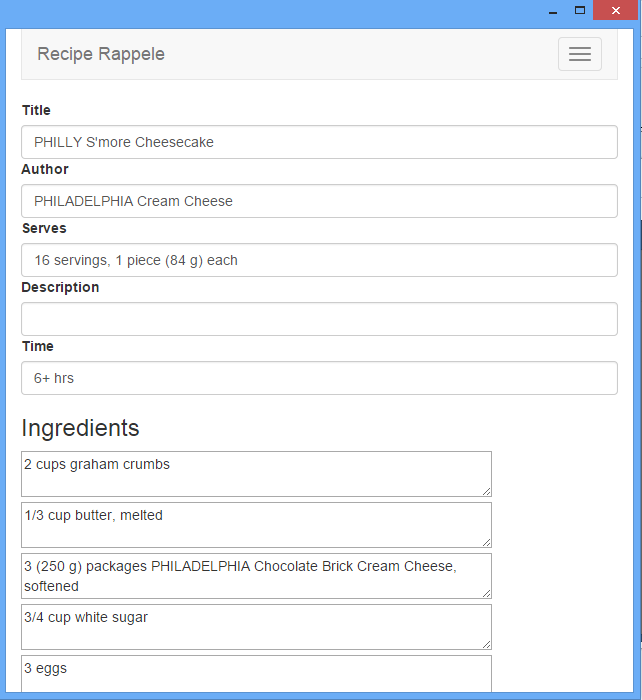 Recipe Rappele
Title
PHILLY S'more Cheesecake
Author
PHILADELPHIA Cream Cheese
Serves
16 servings, 1 piece (84 g) each
Description
Time
6+ hrs
Ingredients
2 cups graham crumbs
1/3 cup butter, melted
3 (250 g) packages PHILADELPHIA Chocolate Brick Cream Cheese,
softened
3/4 cup white sugar
3 eggs